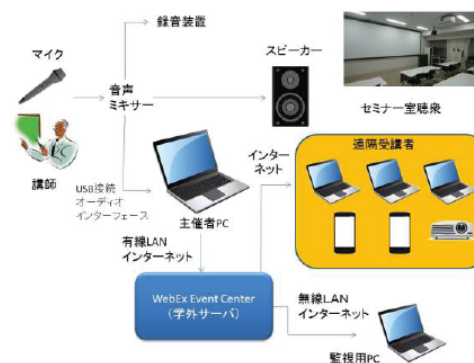 録音装置
マイク
スピーカー
音声
ミキサー
セミナー室聴衆
講師
USB接続
オーディオ
インターフェース
主催者PC
インター
ネット
遠隔受講者
有線LAN
インターネット
WebEx Event Center
(学外サーバ)
無線LAN
インターネット
監視用PC